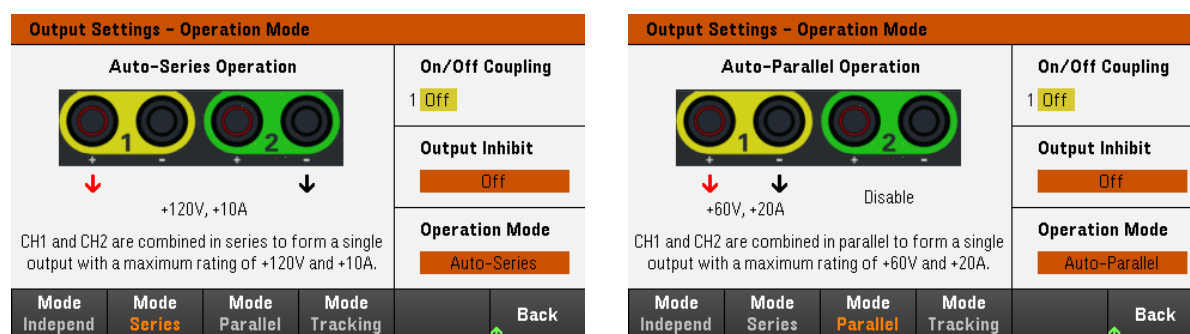 Output Settings - Operation Mode
Auto-Series Operation
1
2
+
-
+
-
+120V, +10A
CH1 and CH2 are combined in series to form a single
output with a maximum rating of +120V and +10A.
On/Off Coupling
1 Off
Output Inhibit
Off
Operation Mode
Auto-Series
Mode
Independ
Mode
Series
Mode
Parallel
Mode
Tracking
Back
Output Settings - Operation Mode
Auto-Parallel Operation
1
2
+
-
+
-
+60V, +20A
Disable
CH1 and CH2 are combined in parallel to form a single
output with a maximum rating of +60V and +20A.
On/Off Coupling
1 Off
Output Inhibit
Off
Operation Mode
Auto-Parallel
Mode
Independ
Mode
Series
Mode
Parallel
Mode
Tracking
Back